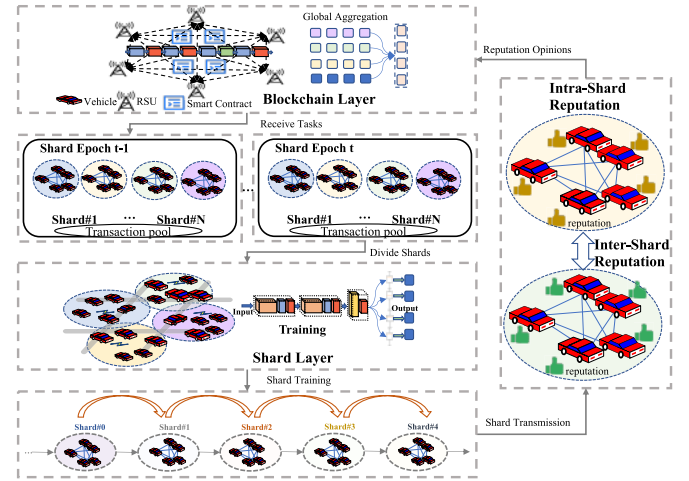 Global Aggregation
Vehicle
RSU
Smart Contract
Blockchain Layer
Reputation Opinions
Receive Tasks
Shard Epoch t-1
Shard#1
...
Shard#N
Transaction pool
...
Shard Epoch t
Shard#1
...
Shard#N
Transaction pool
Divide Shards
Input
Training
Output
Shard Layer
Shard Training
Shard#0
Shard#1
Shard#2
Shard#3
Shard#4
Shard Transmission
Intra-Shard
Reputation
reputation
Inter-Shard
Reputation
reputation